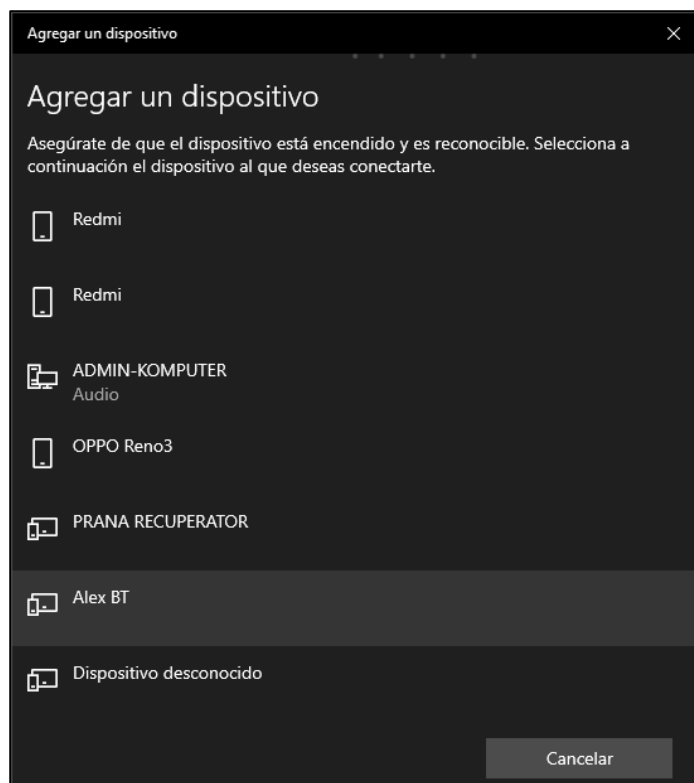 Agregar un dispositivo
Agregar un dispositivo
Asegúrate de que el dispositivo está encendido y es reconocible. Selecciona a
continuación el dispositivo al que deseas conectarte.
Redmi
Redmi
ADMIN-KOMPUTER
Audio
OPPO Reno3
PRANA RECUPERATOR
Alex BT
Dispositivo desconocido
Cancelar